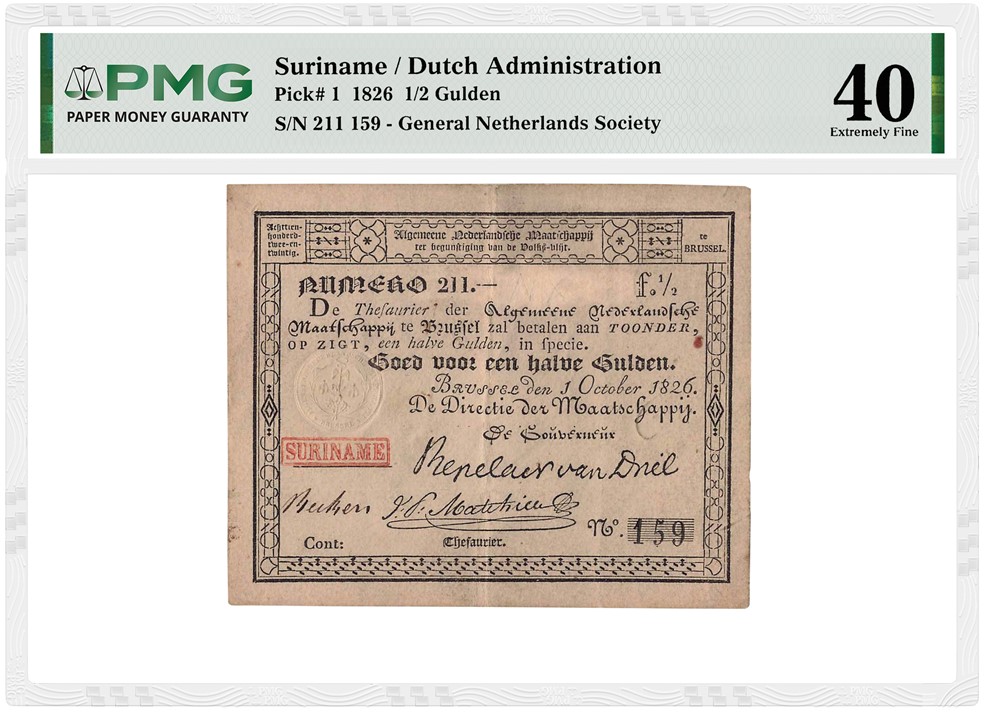 PMG
PAPER MONEY GUARANTY
Suriname / Dutch Administration
Pick# 1 1826 1/2 Gulden
S/N 211 159 - General Netherlands Society
40
Extremely Fine
Achttien-
honderd-
twee-en-
twintig.
Algemeene Nederlandsche Maatschappij
ter begunstiging van de Volks-vlijt.
te
BRUSSEL.
NUMERO 211.—
f.° 1/2
De Thesaurier der Algemeene Nederlandsche
Maatschappij te Brussel zal betalen aan TOONDER,
OP ZIGT, een halve Gulden, in specie.
Goed voor een halve Gulden.
BRUSSEL den 1 October 1826.
De Directie der Maatschappij.
De Gouverneur
SURINAME
Repelaer van Driel
J. P. Matthieu
Nº. 159
Cont:
Thesaurier.